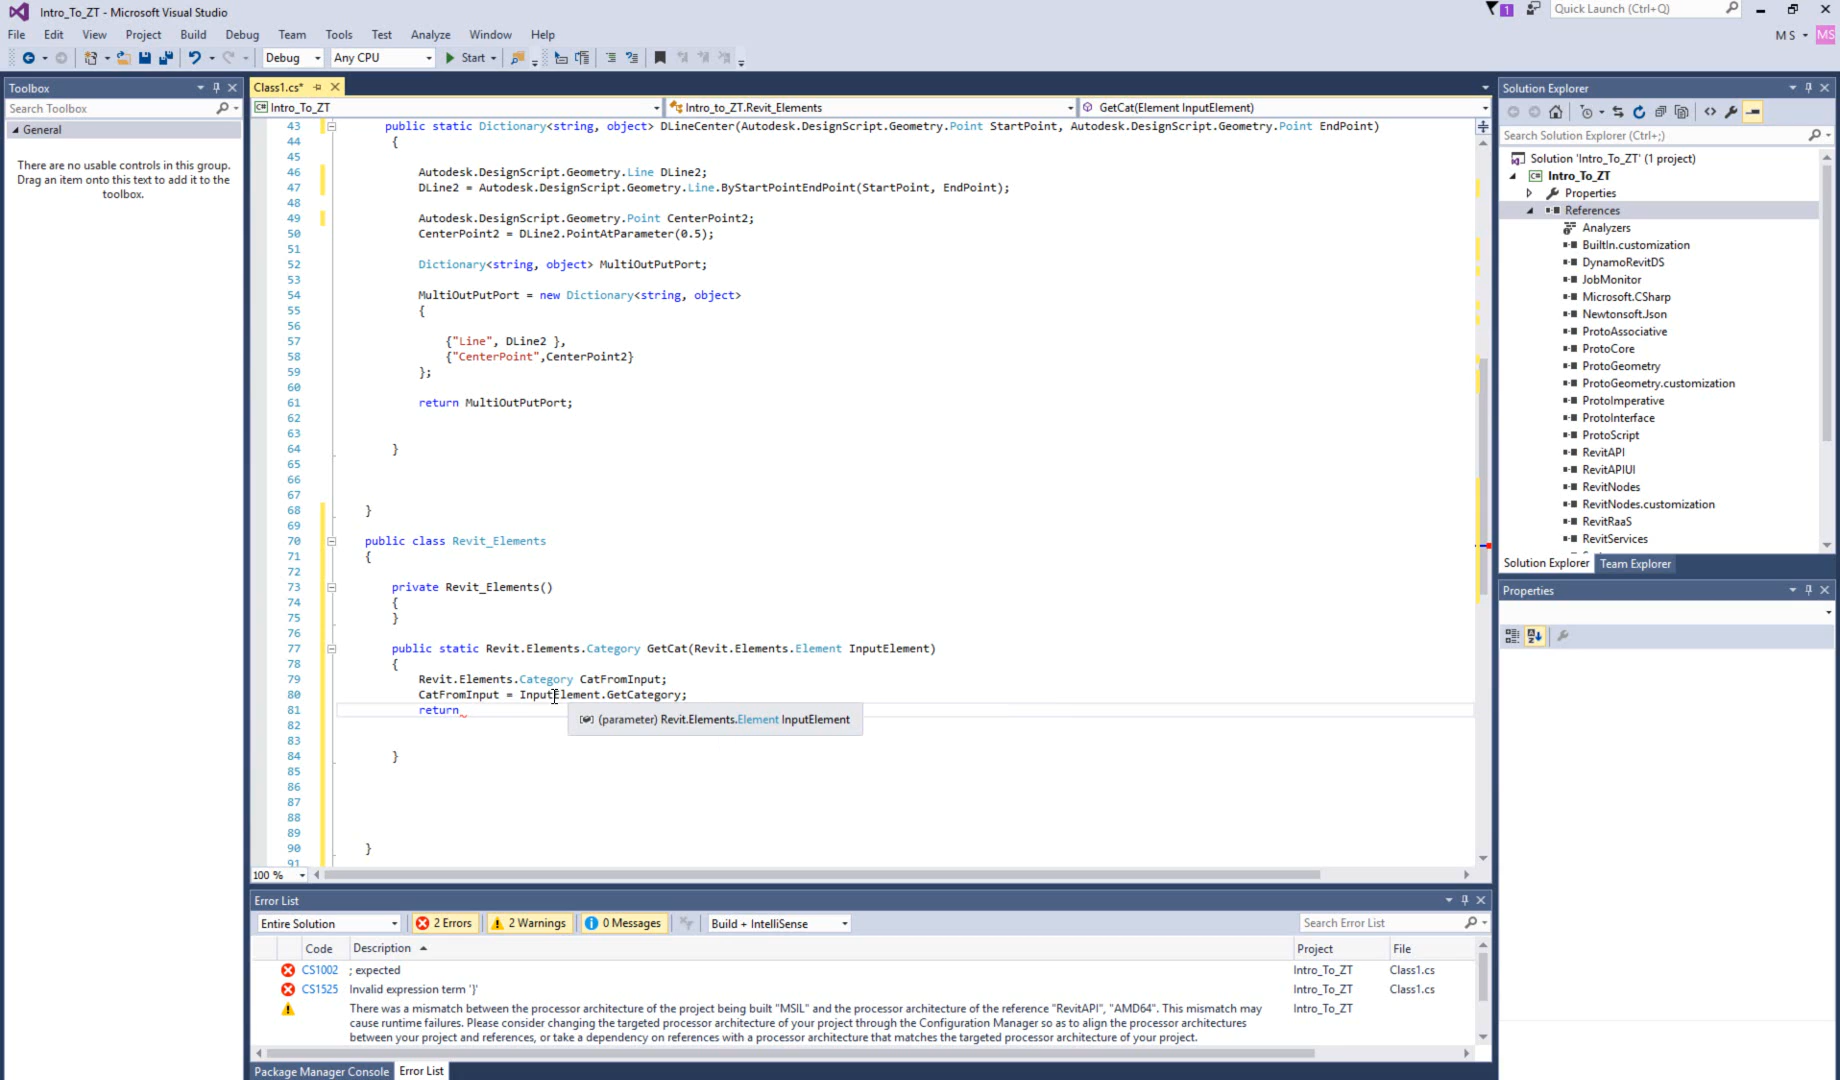 Intro_To_ZT - Microsoft Visual Studio
1
Quick Launch (Ctrl+Q)
File Edit View Project Build Debug Team Tools Test Analyze Window Help
M S MS
Debug Any CPU Start
Toolbox
Search Toolbox
General
There are no usable controls in this group. Drag an item onto this text to add it to the toolbox.
Class1.cs*
Intro_To_ZT Intro_to_ZT.Revit_Elements GetCat(Element InputElement)
43 public static Dictionary<string, object> DLineCenter(Autodesk.DesignScript.Geometry.Point StartPoint, Autodesk.DesignScript.Geometry.Point EndPoint)
44 {
45
46 Autodesk.DesignScript.Geometry.Line DLine2;
47 DLine2 = Autodesk.DesignScript.Geometry.Line.ByStartPointEndPoint(StartPoint, EndPoint);
48
49 Autodesk.DesignScript.Geometry.Point CenterPoint2;
50 CenterPoint2 = DLine2.PointAtParameter(0.5);
51
52 Dictionary<string, object> MultiOutPutPort;
53
54 MultiOutPutPort = new Dictionary<string, object>
55 {
56
57 {"Line", DLine2 },
58 {"CenterPoint",CenterPoint2}
59 };
60
61 return MultiOutPutPort;
62
63
64 }
65
66
67
68 }
69
70 public class Revit_Elements
71 {
72
73 private Revit_Elements()
74 {
75 }
76
77 public static Revit.Elements.Category GetCat(Revit.Elements.Element InputElement)
78 {
79 Revit.Elements.Category CatFromInput;
80 CatFromInput = InputElement.GetCategory;
81 return
(parameter) Revit.Elements.Element InputElement
82
83
84 }
85
86
87
88
89
90 }
91
100 %
Error List
Entire Solution 2 Errors 2 Warnings 0 Messages Build + IntelliSense Search Error List
Code Description Project File
CS1002 ; expected Intro_To_ZT Class1.cs
CS1525 Invalid expression term '}' Intro_To_ZT Class1.cs
There was a mismatch between the processor architecture of the project being built "MSIL" and the processor architecture of the reference "RevitAPI", "AMD64". This mismatch may Intro_To_ZT
cause runtime failures. Please consider changing the targeted processor architecture of your project through the Configuration Manager so as to align the processor architectures
between your project and references, or take a dependency on references with a processor architecture that matches the targeted processor architecture of your project.
Package Manager Console Error List
Solution Explorer
Search Solution Explorer (Ctrl+;)
Solution 'Intro_To_ZT' (1 project)
Intro_To_ZT
Properties
References
Analyzers
BuiltIn.customization
DynamoRevitDS
JobMonitor
Microsoft.CSharp
Newtonsoft.Json
ProtoAssociative
ProtoCore
ProtoGeometry
ProtoGeometry.customization
ProtoImperative
ProtoInterface
ProtoScript
RevitAPI
RevitAPIUI
RevitNodes
RevitNodes.customization
RevitRaaS
RevitServices
Solution Explorer Team Explorer
Properties